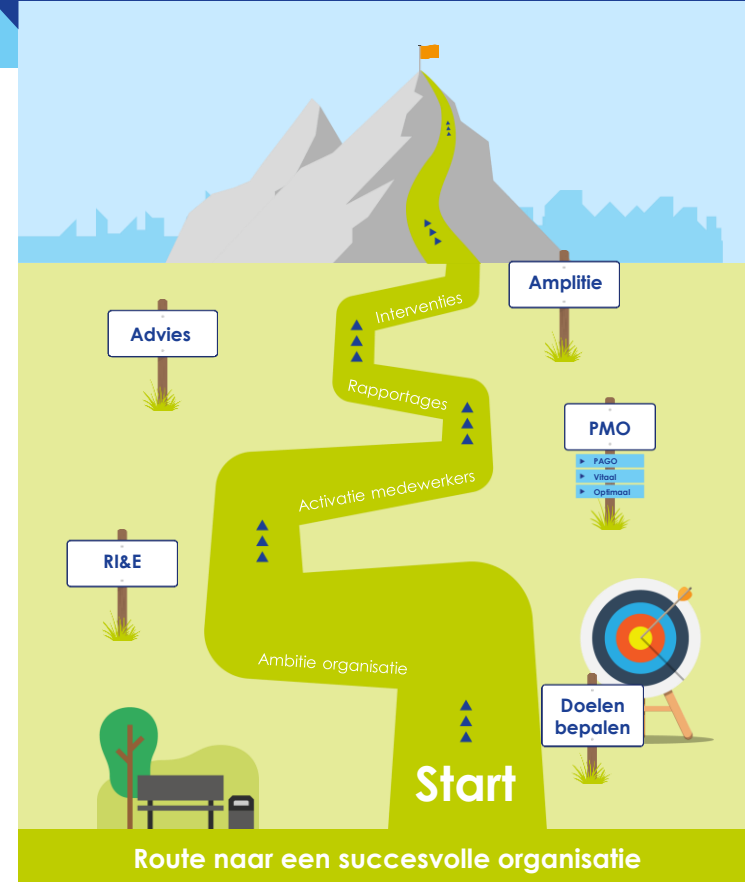 Amplitie
Interventies
Advies
Rapportages
PMO
PAGO
Vitaal
Optimaal
Activatie medewerkers
RI&E
Ambitie organisatie
Doelen
bepalen
Start
Route naar een succesvolle organisatie